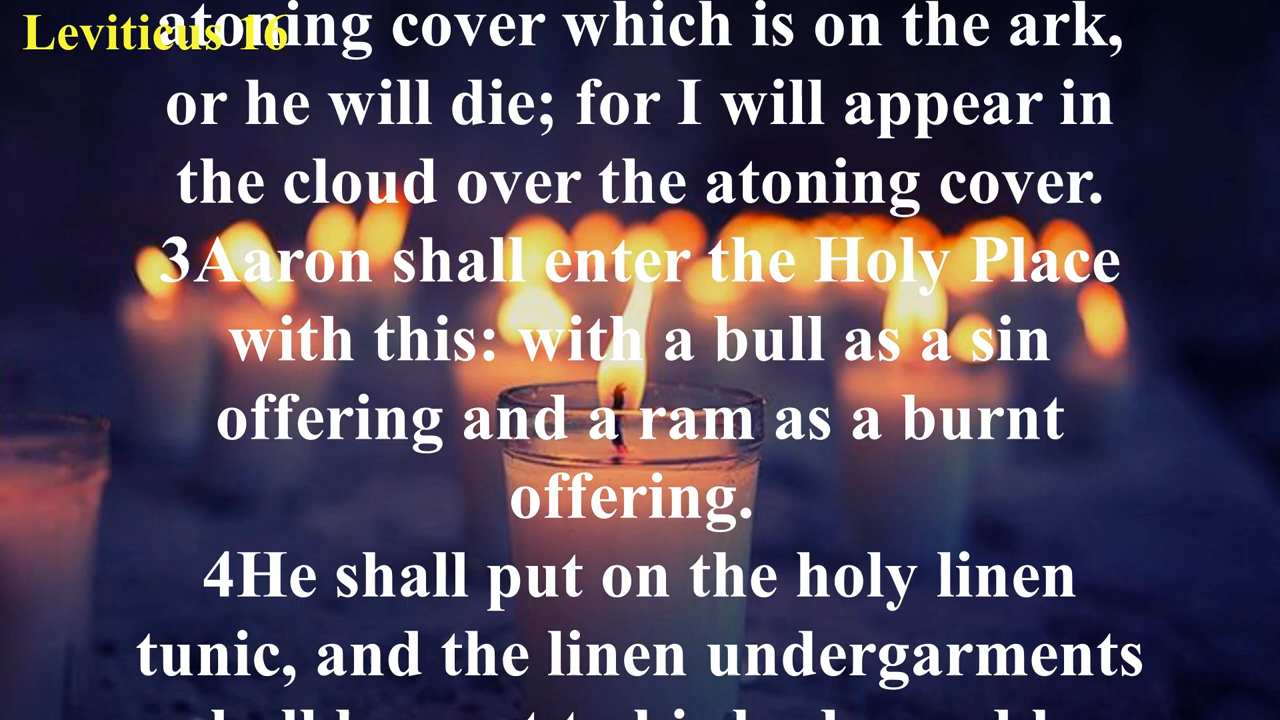 Leviticus 16
atoning cover which is on the ark,
or he will die; for I will appear in
the cloud over the atoning cover.
3Aaron shall enter the Holy Place
with this: with a bull as a sin
offering and a ram as a burnt
offering.
4He shall put on the holy linen
tunic, and the linen undergarments